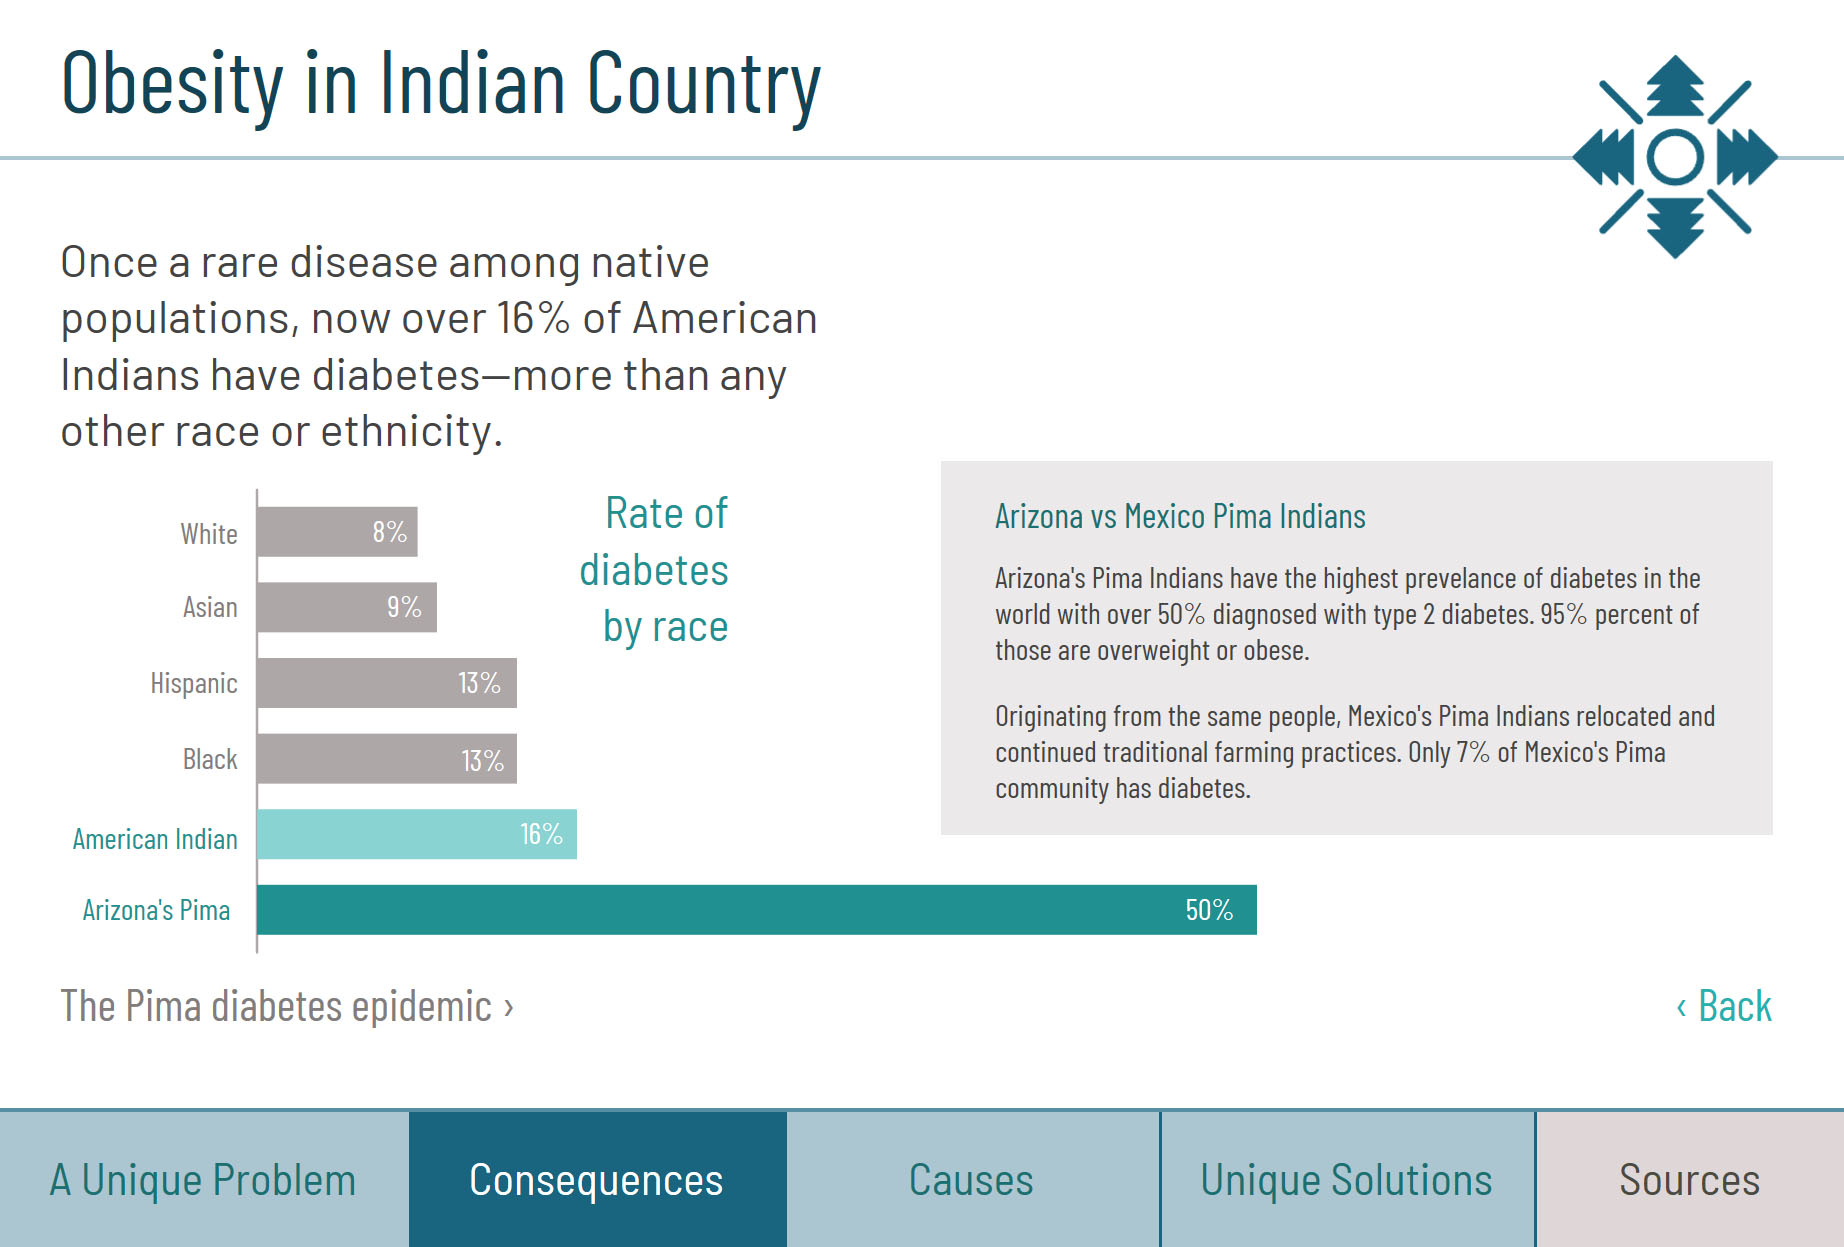 Obesity in Indian Country
Once a rare disease among native
populations, now over 16% of American
Indians have diabetes—more than any
other race or ethnicity.
Rate of
diabetes
by race
White 8%
Asian 9%
Hispanic 13%
Black 13%
American Indian 16%
Arizona's Pima 50%
Arizona vs Mexico Pima Indians
Arizona's Pima Indians have the highest prevelance of diabetes in the
world with over 50% diagnosed with type 2 diabetes. 95% percent of
those are overweight or obese.
Originating from the same people, Mexico's Pima Indians relocated and
continued traditional farming practices. Only 7% of Mexico's Pima
community has diabetes.
The Pima diabetes epidemic ›
‹ Back
A Unique Problem
Consequences
Causes
Unique Solutions
Sources